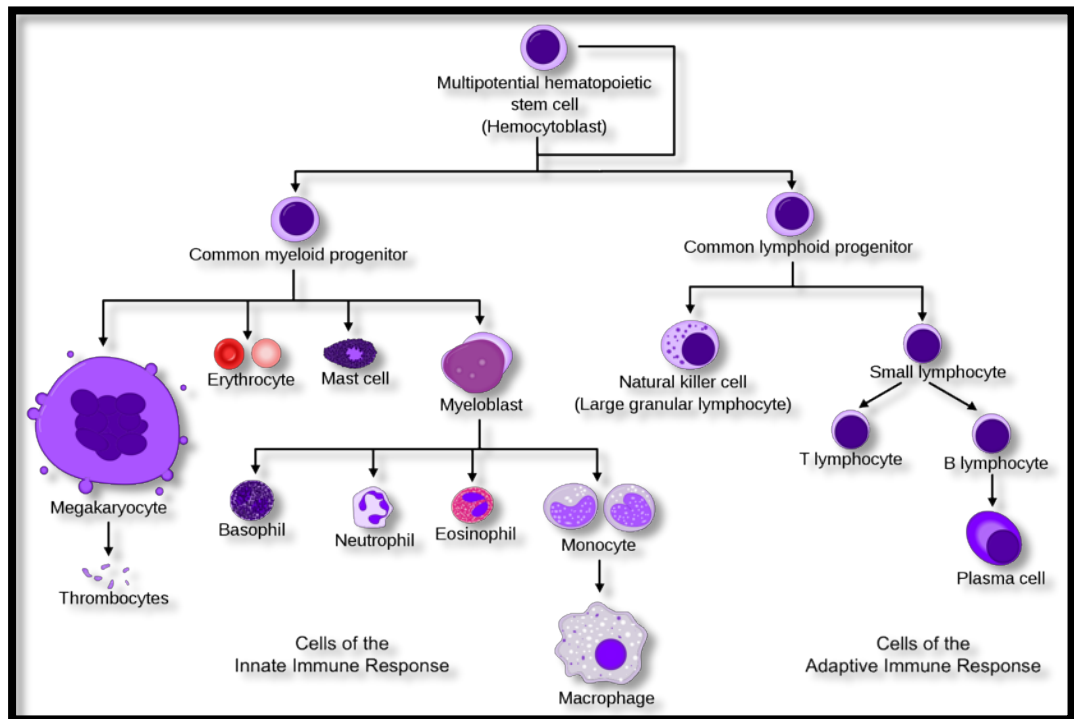 Multipotential hematopoietic
stem cell
(Hemocytoblast)
Common myeloid progenitor
Common lymphoid progenitor
Erythrocyte
Mast cell
Myeloblast
Natural killer cell
(Large granular lymphocyte)
Small lymphocyte
T lymphocyte
B lymphocyte
Megakaryocyte
Basophil
Neutrophil
Eosinophil
Monocyte
Plasma cell
Thrombocytes
Cells of the
Innate Immune Response
Macrophage
Cells of the
Adaptive Immune Response